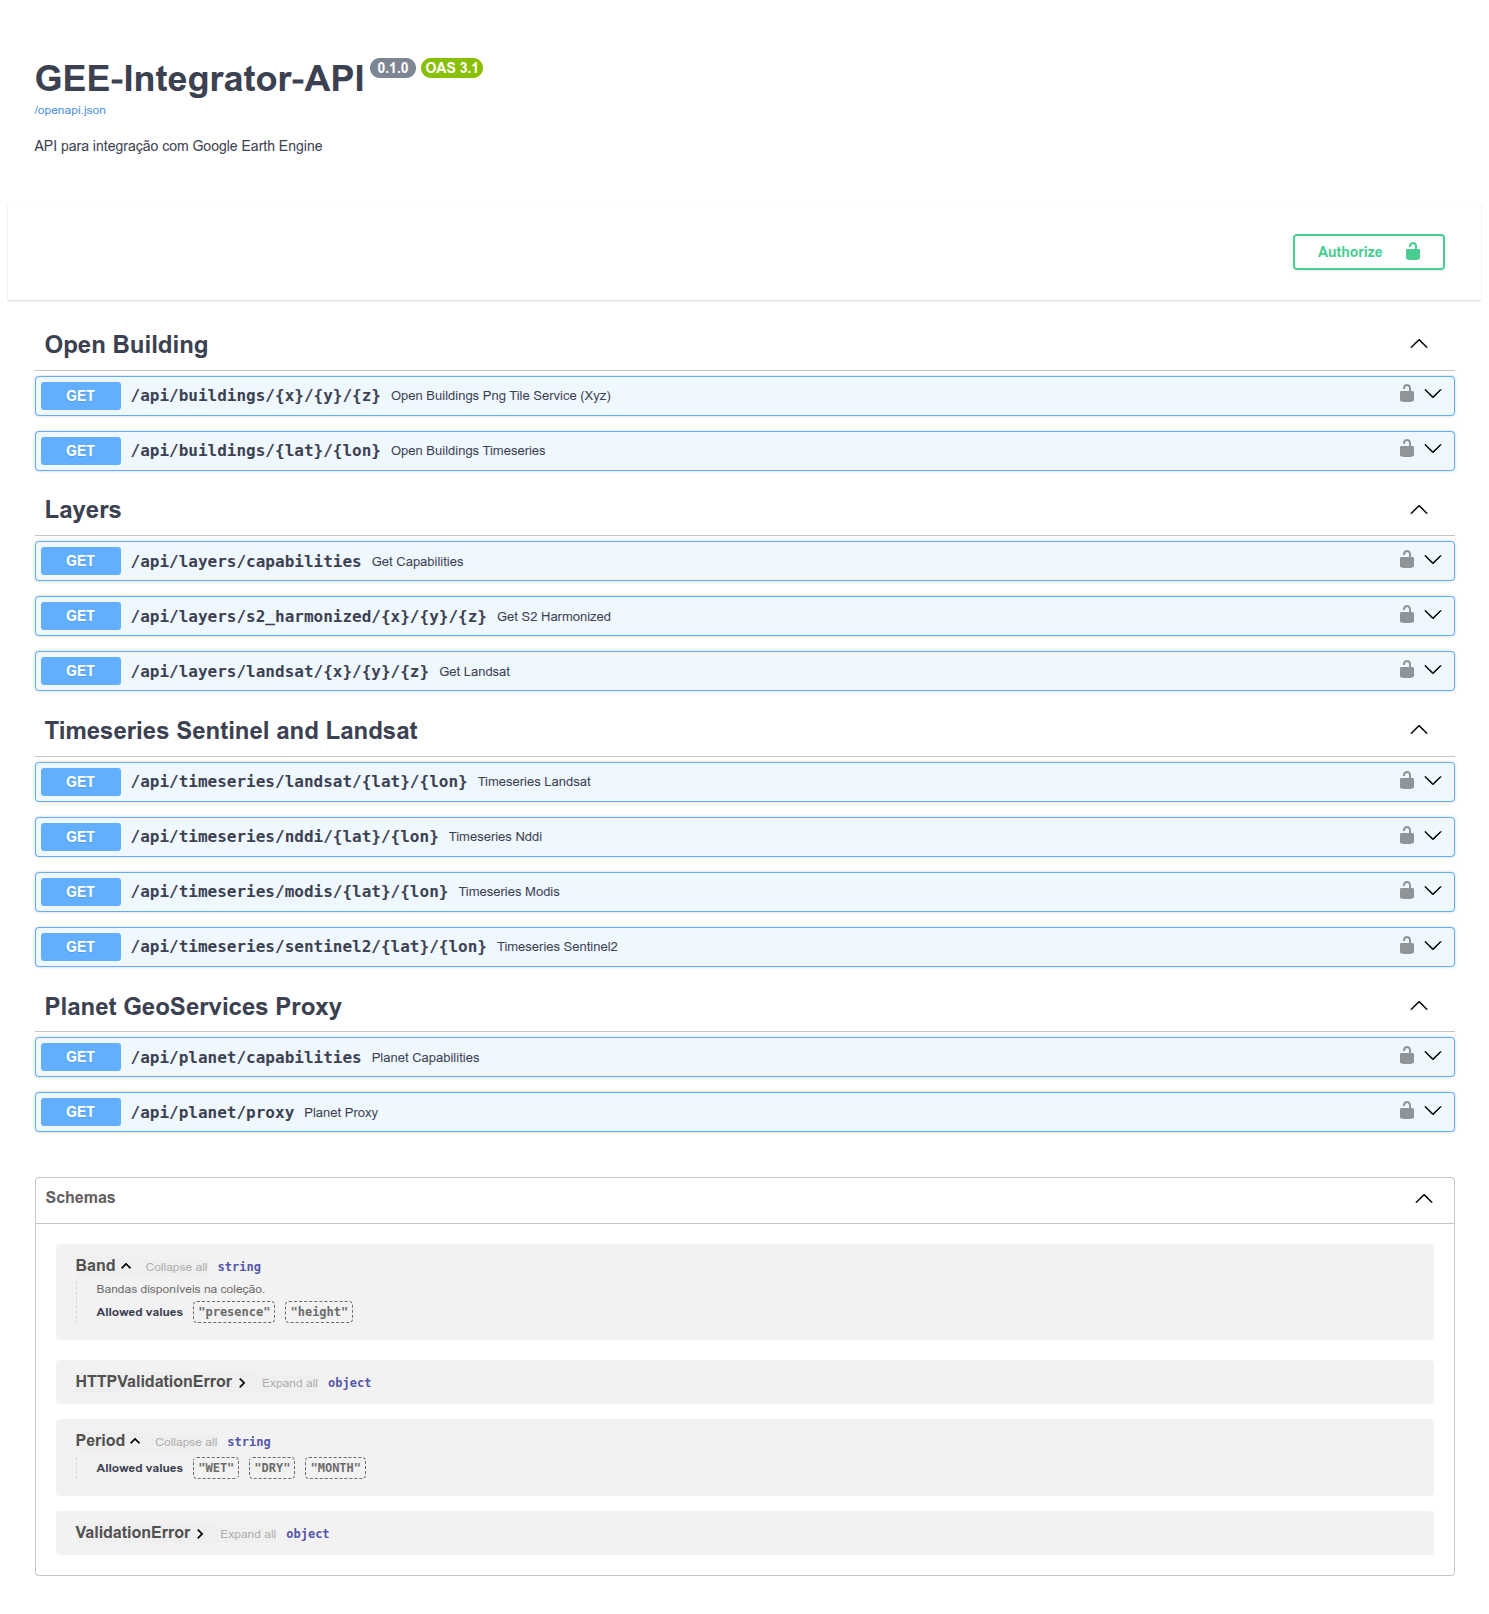 GEE-Integrator-API 0.1.0 OAS 3.1
/openapi.json
API para integração com Google Earth Engine
Authorize
Open Building
GET /api/buildings/{x}/{y}/{z} Open Buildings Png Tile Service (Xyz)
GET /api/buildings/{lat}/{lon} Open Buildings Timeseries
Layers
GET /api/layers/capabilities Get Capabilities
GET /api/layers/s2_harmonized/{x}/{y}/{z} Get S2 Harmonized
GET /api/layers/landsat/{x}/{y}/{z} Get Landsat
Timeseries Sentinel and Landsat
GET /api/timeseries/landsat/{lat}/{lon} Timeseries Landsat
GET /api/timeseries/nddi/{lat}/{lon} Timeseries Nddi
GET /api/timeseries/modis/{lat}/{lon} Timeseries Modis
GET /api/timeseries/sentinel2/{lat}/{lon} Timeseries Sentinel2
Planet GeoServices Proxy
GET /api/planet/capabilities Planet Capabilities
GET /api/planet/proxy Planet Proxy
Schemas
Band Collapse all string
Bandas disponíveis na coleção.
Allowed values "presence" "height"
HTTPValidationError Expand all object
Period Collapse all string
Allowed values "WET" "DRY" "MONTH"
ValidationError Expand all object